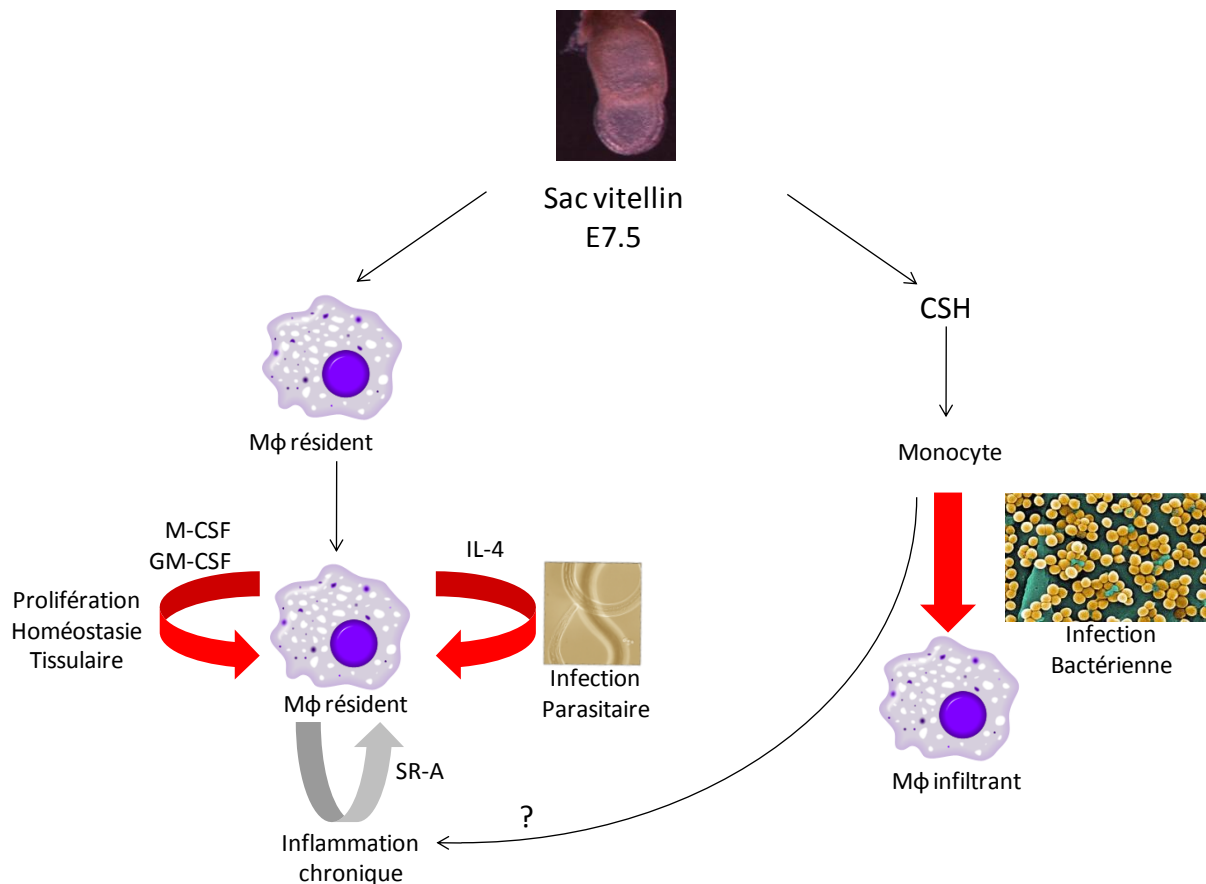 Sac vitellin
E7.5
CSH
Mφ résident
Monocyte
M-CSF
GM-CSF
IL-4
Prolifération
Homéostasie
Tissulaire
Infection
Bactérienne
Infection
Parasitaire
Mφ résident
Mφ infiltrant
SR-A
?
Inflammation
chronique